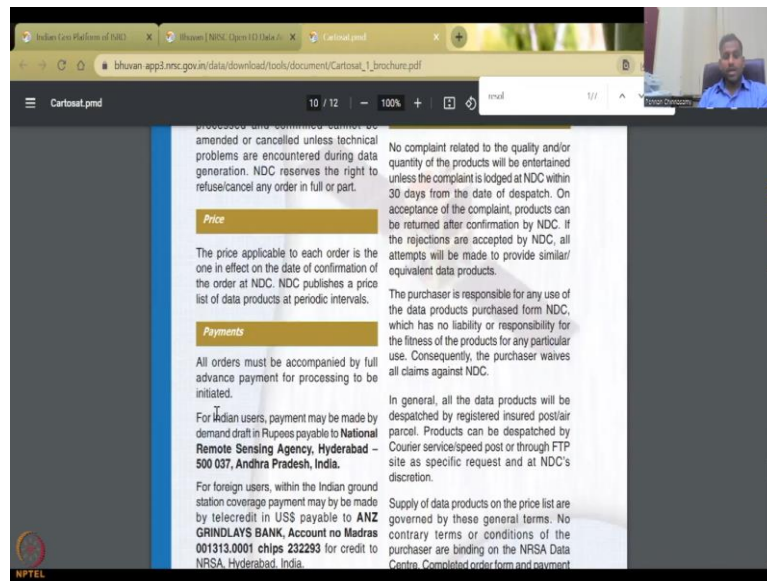 Indian Geo Platform of ISRO
Bhuvan | NRSC Open EO Data Ar
Cartosat.pmd
bhuvan-app3.nrsc.gov.in/data/download/tools/document/Cartosat_1_brochure.pdf
resol
1/7
Cartosat.pmd
10 / 12
100%
processed and confirmed cannot be
amended or cancelled unless technical
problems are encountered during data
generation. NDC reserves the right to
refuse/cancel any order in full or part.
Price
The price applicable to each order is the
one in effect on the date of confirmation of
the order at NDC. NDC publishes a price
list of data products at periodic intervals.
Payments
All orders must be accompanied by full
advance payment for processing to be
initiated.
For Indian users, payment may be made by
demand draft in Rupees payable to National
Remote Sensing Agency, Hyderabad –
500 037, Andhra Pradesh, India.
For foreign users, within the Indian ground
station coverage payment may by be made
by telecredit in US$ payable to ANZ
GRINDLAYS BANK, Account no Madras
001313.0001 chips 232293 for credit to
NRSA, Hyderabad, India.
No complaint related to the quality and/or
quantity of the products will be entertained
unless the complaint is lodged at NDC within
30 days from the date of despatch. On
acceptance of the complaint, products can
be returned after confirmation by NDC. If
the rejections are accepted by NDC, all
attempts will be made to provide similar/
equivalent data products.
The purchaser is responsible for any use of
the data products purchased form NDC,
which has no liability or responsibility for
the fitness of the products for any particular
use. Consequently, the purchaser waives
all claims against NDC.
In general, all the data products will be
despatched by registered insured post/air
parcel. Products can be despatched by
Courier service/speed post or through FTP
site as specific request and at NDC's
discretion.
Supply of data products on the price list are
governed by these general terms. No
contrary terms or conditions of the
purchaser are binding on the NRSA Data
Centre. Completed order form and payment
NPTEL